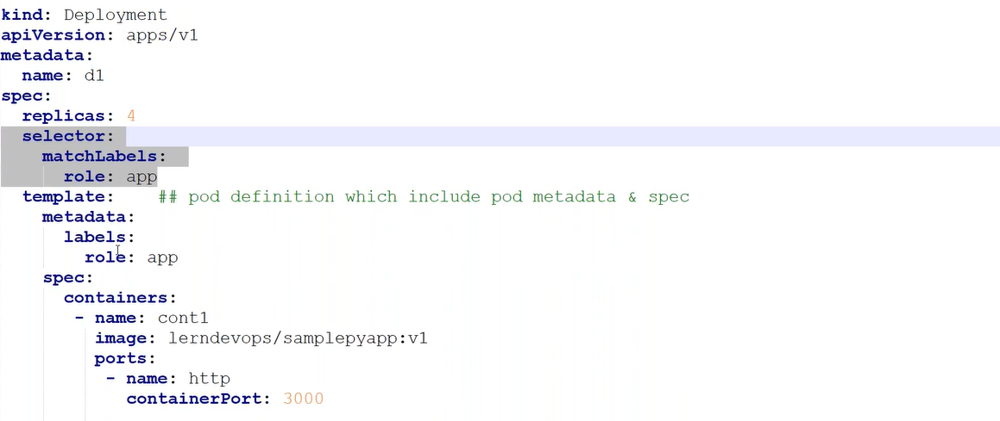 kind: Deployment
apiVersion: apps/v1
metadata:
  name: d1
spec:
  replicas: 4
  selector:
    matchLabels:
      role: app
  template:    ## pod definition which include pod metadata & spec
    metadata:
      labels:
        role: app
    spec:
      containers:
       - name: cont1
         image: lerndevops/samplepyapp:v1
         ports:
          - name: http
            containerPort: 3000